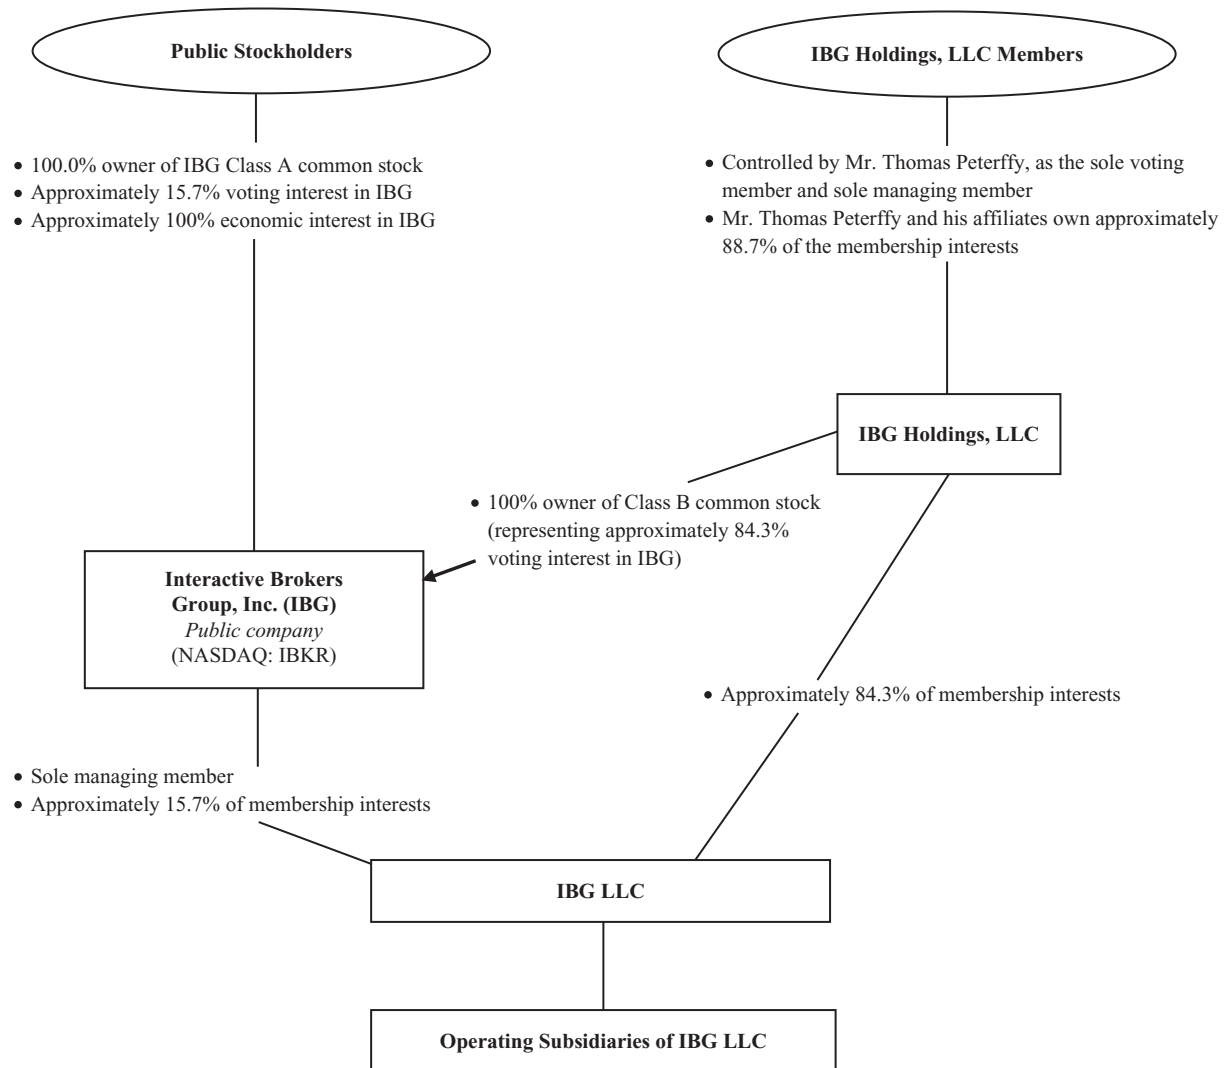 Public Stockholders
IBG Holdings, LLC Members
• 100.0% owner of IBG Class A common stock
• Approximately 15.7% voting interest in IBG
• Approximately 100% economic interest in IBG
• Controlled by Mr. Thomas Peterffy, as the sole voting
member and sole managing member
• Mr. Thomas Peterffy and his affiliates own approximately
88.7% of the membership interests
IBG Holdings, LLC
• 100% owner of Class B common stock
(representing approximately 84.3%
voting interest in IBG)
Interactive Brokers
Group, Inc. (IBG)
Public company
(NASDAQ: IBKR)
• Approximately 84.3% of membership interests
• Sole managing member
• Approximately 15.7% of membership interests
IBG LLC
Operating Subsidiaries of IBG LLC